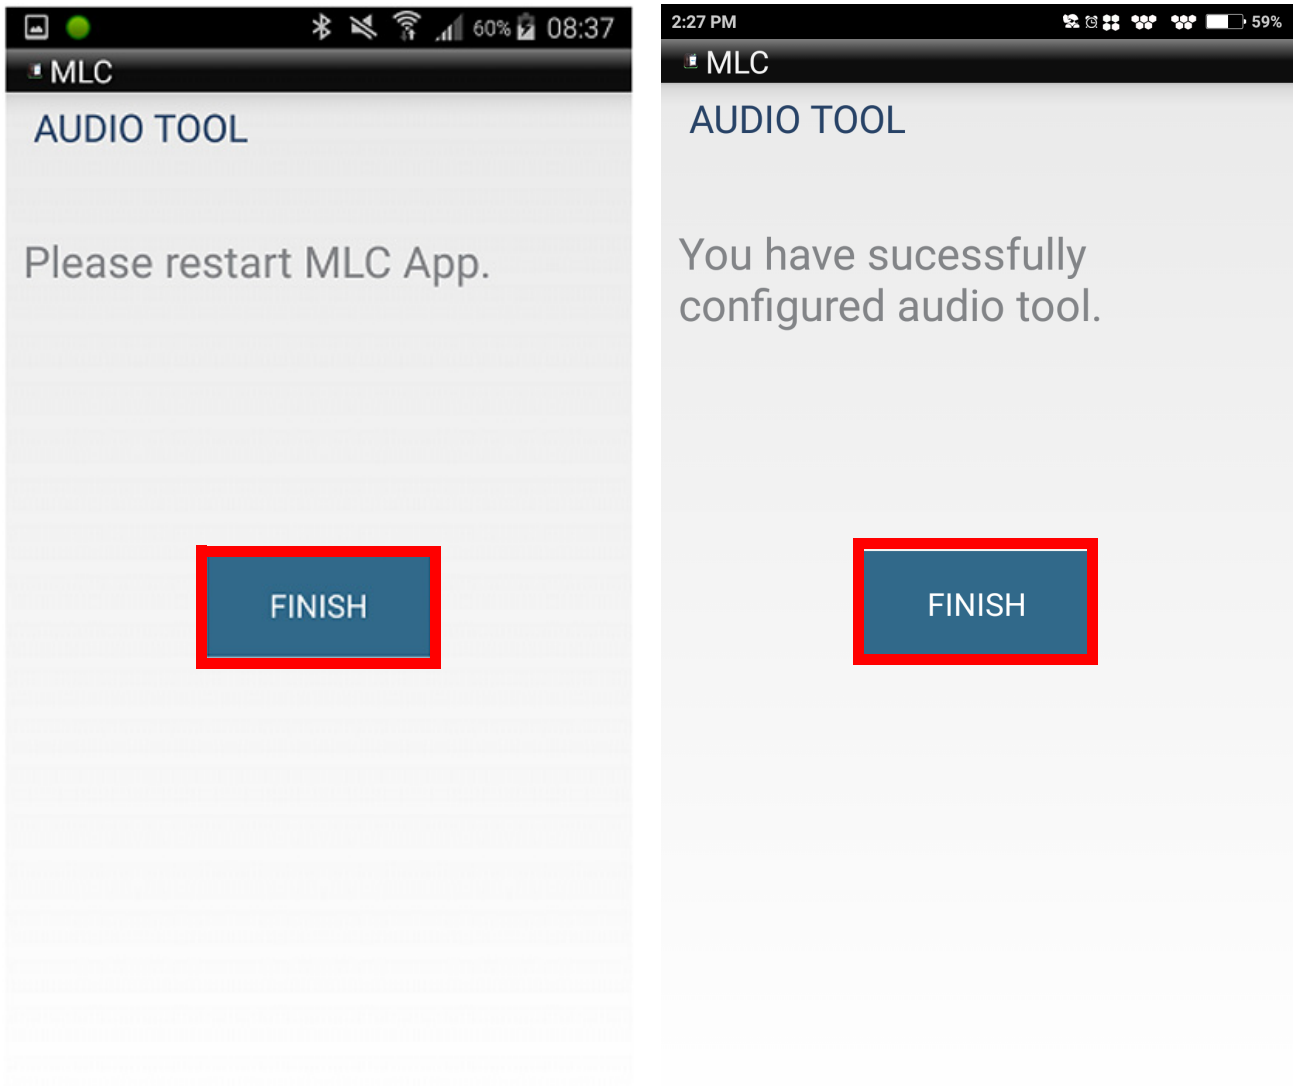 60% 08:37
MLC
AUDIO TOOL
Please restart MLC App.
FINISH
2:27 PM 59%
MLC
AUDIO TOOL
You have sucessfully
configured audio tool.
FINISH